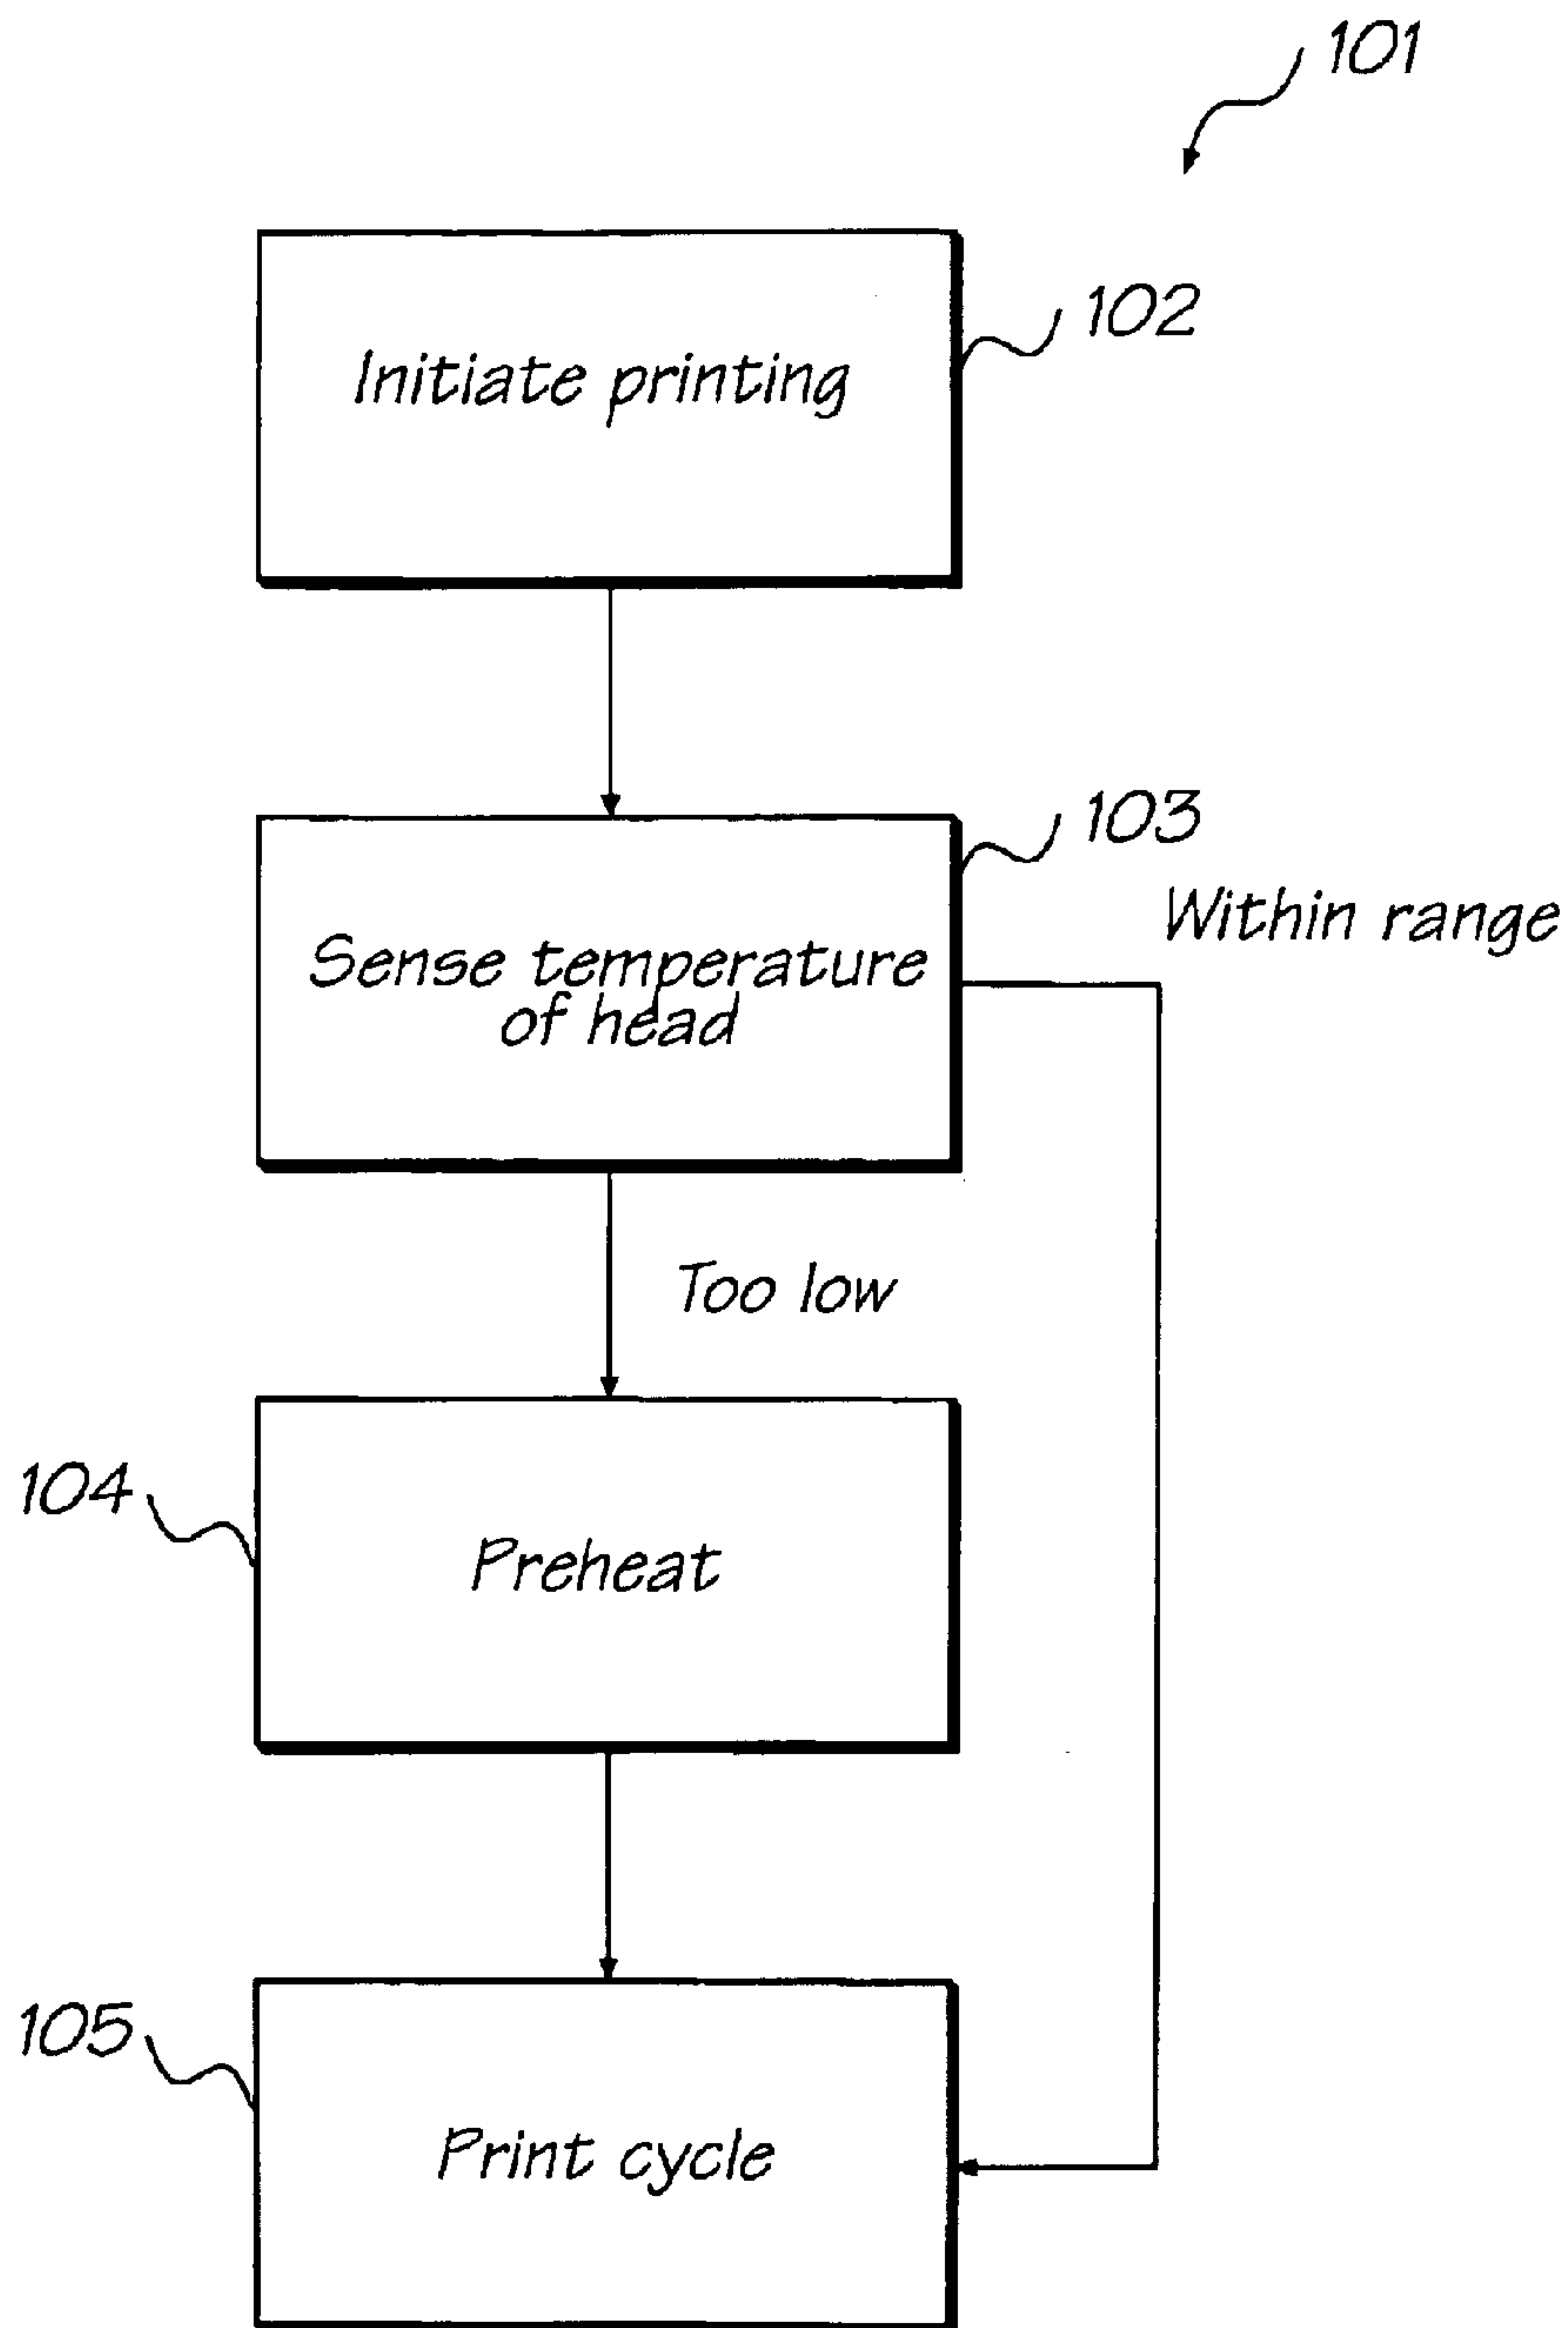 101
Initiate printing
102
103
Within range
Sense temperature
of head
Too low
104
Preheat
105
Print cycle